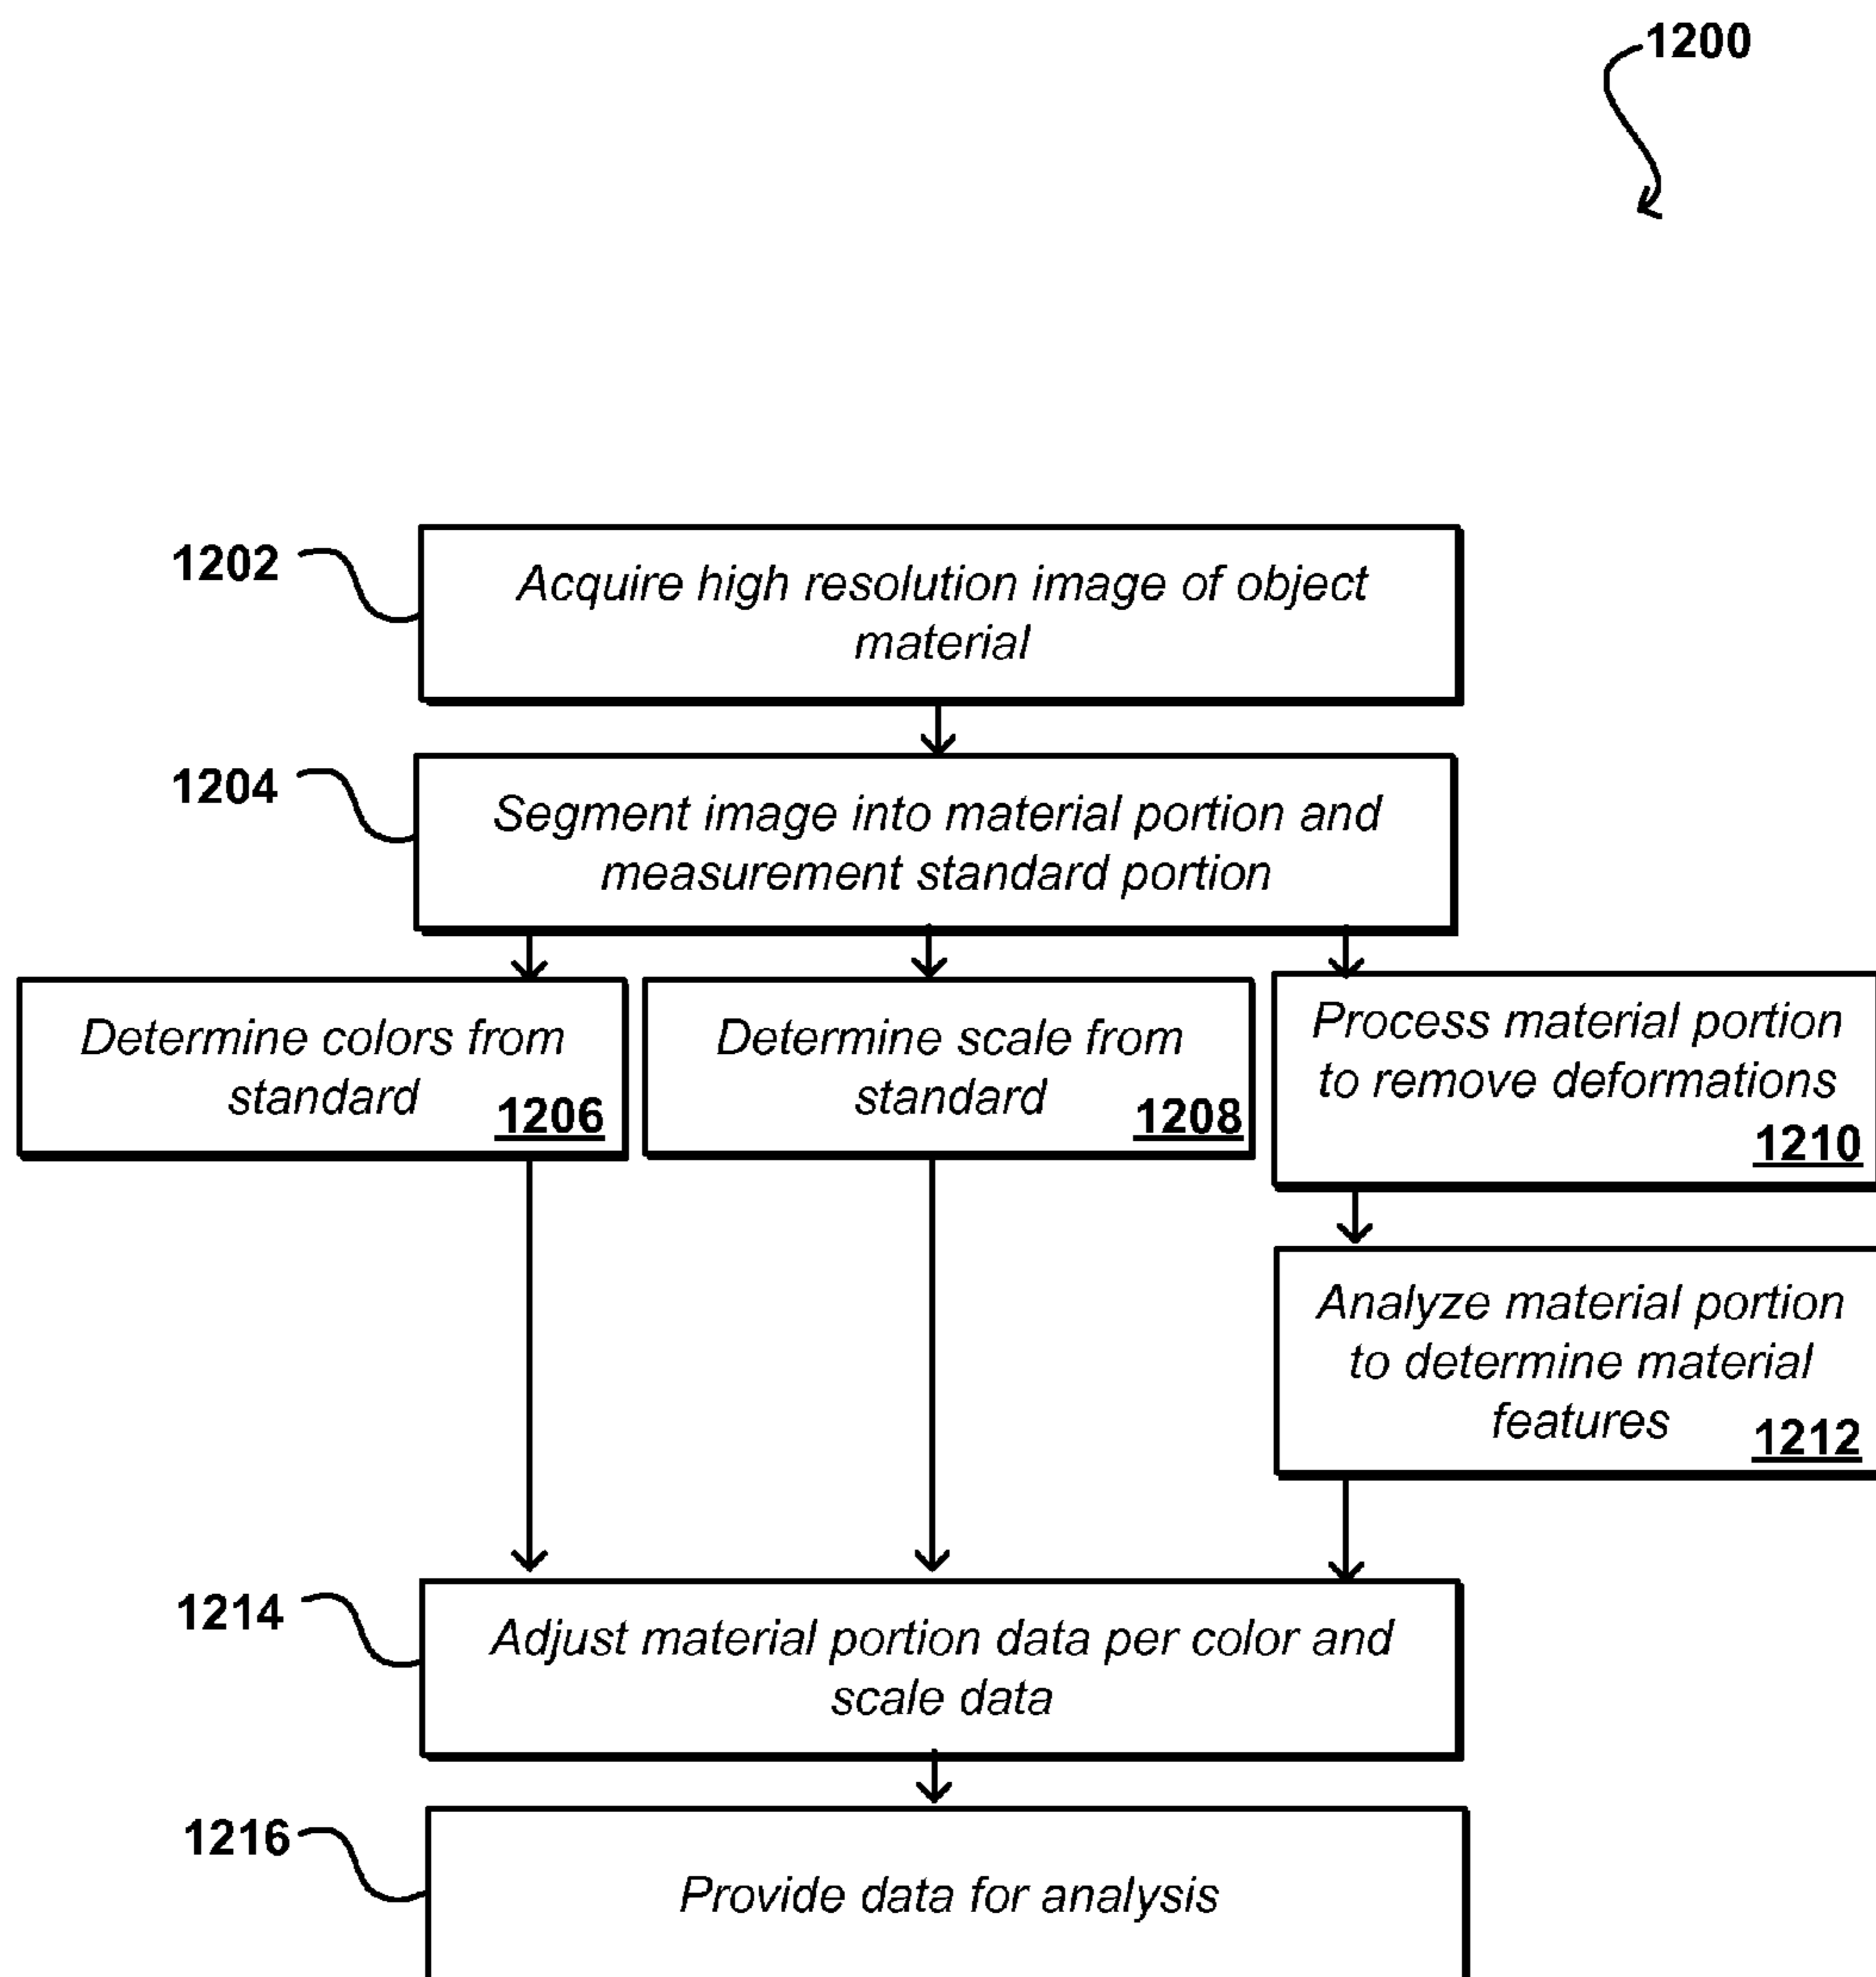 1200
1202
Acquire high resolution image of object
material
1204
Segment image into material portion and
measurement standard portion
Determine colors from
standard
1206
Determine scale from
standard
1208
Process material portion
to remove deformations
1210
Analyze material portion
to determine material
features
1212
1214
Adjust material portion data per color and
scale data
1216
Provide data for analysis